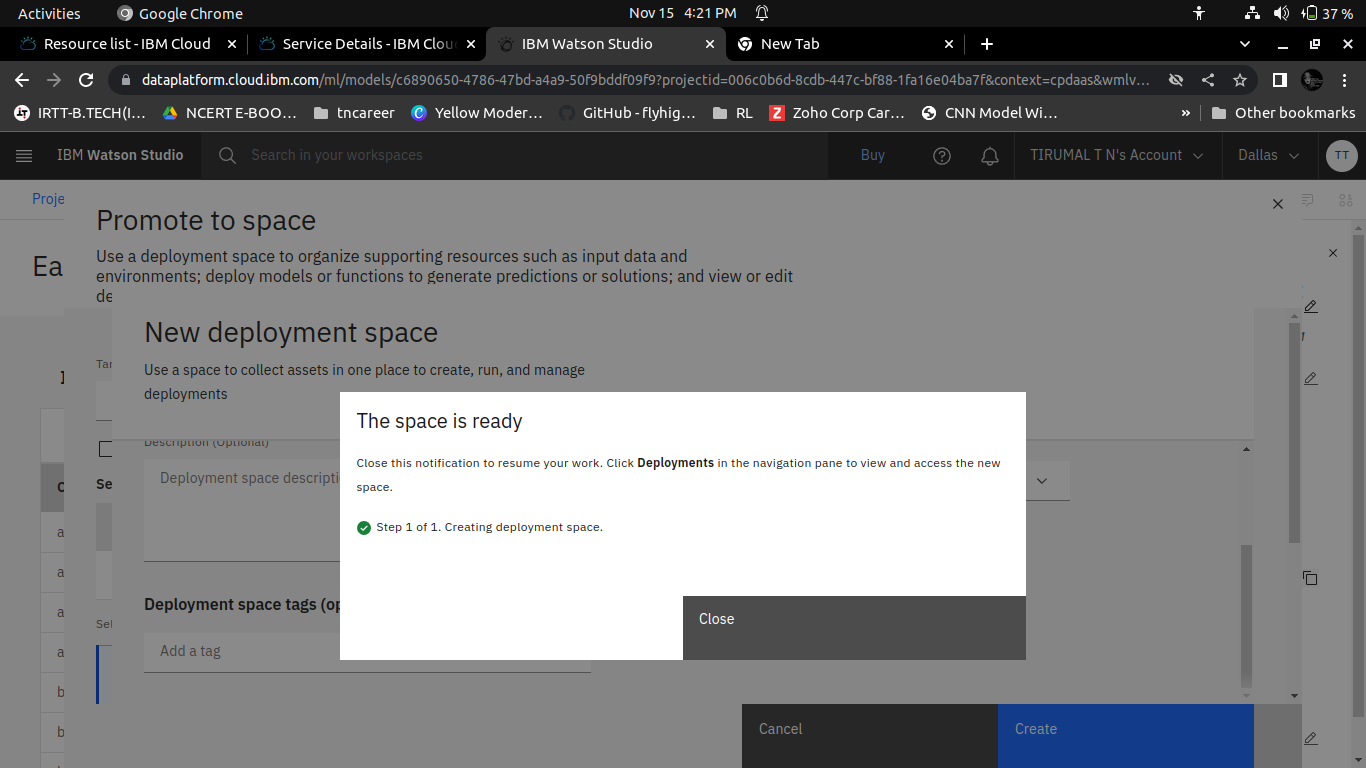 Activities
Google Chrome
Nov 15 4:21 PM
37 %
Resource list - IBM Cloud
Service Details - IBM Clou
IBM Watson Studio
New Tab
dataplatform.cloud.ibm.com/ml/models/c6890650-4786-47bd-a4a9-50f9bddf09f9?projectid=006c0b6d-8cdb-447c-bf88-1fa16e04ba7f&context=cpdaas&wmlv...
IRTT-B.TECH(I...
NCERT E-BOO...
tncareer
Yellow Moder...
GitHub - flyhig...
RL
Zoho Corp Car...
CNN Model Wi...
»
Other bookmarks
IBM Watson Studio
Search in your workspaces
Buy
TIRUMAL T N's Account
Dallas
TT
Proje
Promote to space
Ea
Use a deployment space to organize supporting resources such as input data and
environments; deploy models or functions to generate predictions or solutions; and view or edit
de
New deployment space
Use a space to collect assets in one place to create, run, and manage
deployments
Tar
The space is ready
Description (Optional)
Close this notification to resume your work. Click Deployments in the navigation pane to view and access the new
space.
Deployment space descripti
Se
Step 1 of 1. Creating deployment space.
a
a
a
Deployment space tags (op
Close
Sel
Add a tag
a
b
b
Cancel
Create